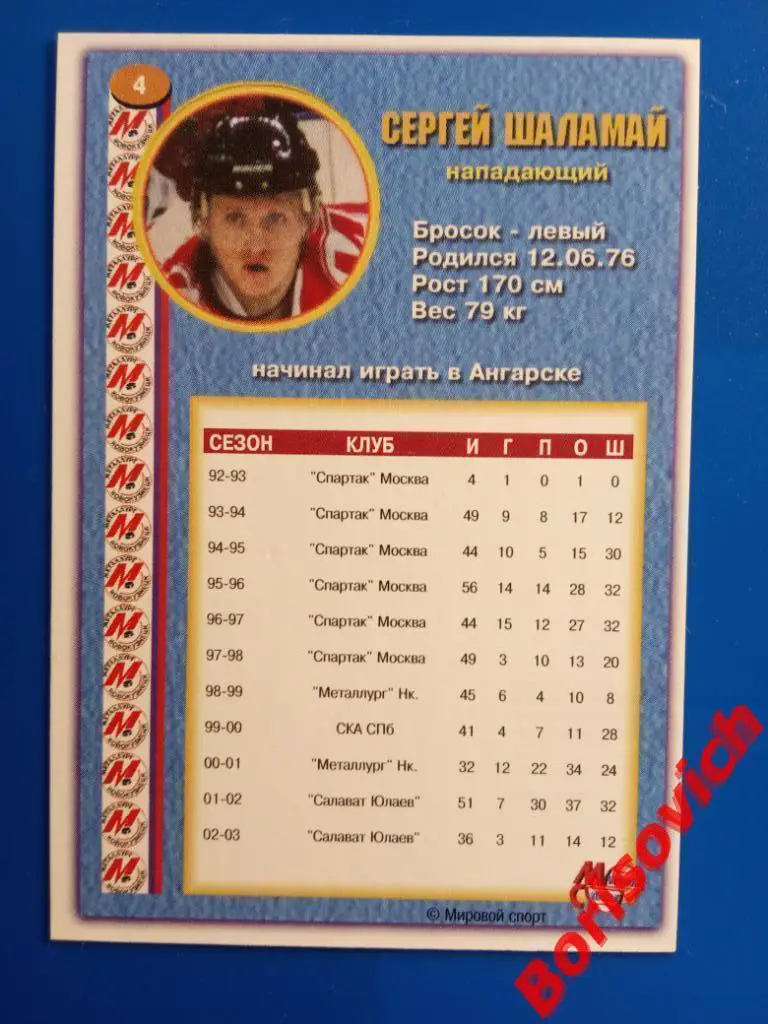 4
СЕРГЕЙ ШАЛАМАЙ
нападающий
Бросок - левый
Родился 12.06.76
Рост 170 см
Вес 79 кг
начинал играть в Ангарске
СЕЗОН КЛУБ И Г П О Ш
92-93 "Спартак" Москва 4 1 0 1 0
93-94 "Спартак" Москва 49 9 8 17 12
94-95 "Спартак" Москва 44 10 5 15 30
95-96 "Спартак" Москва 56 14 14 28 32
96-97 "Спартак" Москва 44 15 12 27 32
97-98 "Спартак" Москва 49 3 10 13 20
98-99 "Металлург" Нк. 45 6 4 10 8
99-00 СКА СПб 41 4 7 11 28
00-01 "Металлург" Нк. 32 12 22 34 24
01-02 "Салават Юлаев" 51 7 30 37 32
02-03 "Салават Юлаев" 36 3 11 14 12
© Мировой спорт
Borisovich